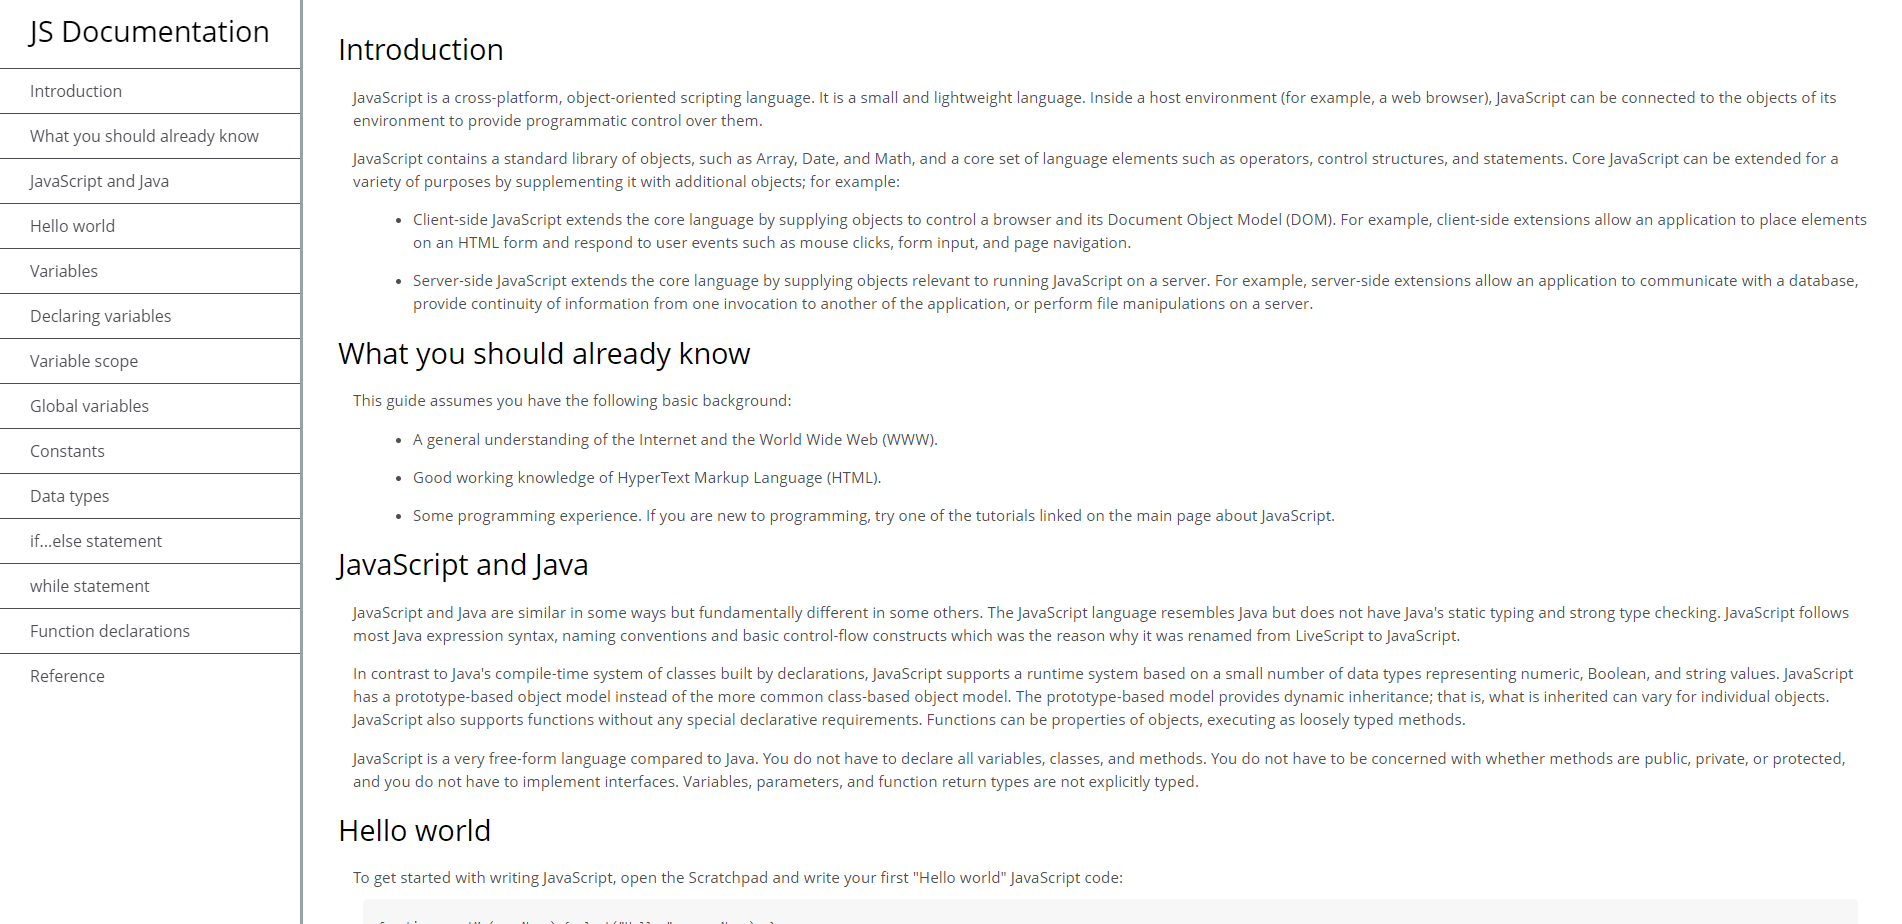 JS Documentation
Introduction
What you should already know
JavaScript and Java
Hello world
Variables
Declaring variables
Variable scope
Global variables
Constants
Data types
if...else statement
while statement
Function declarations
Reference
Introduction
JavaScript is a cross-platform, object-oriented scripting language. It is a small and lightweight language. Inside a host environment (for example, a web browser), JavaScript can be connected to the objects of its
environment to provide programmatic control over them.
JavaScript contains a standard library of objects, such as Array, Date, and Math, and a core set of language elements such as operators, control structures, and statements. Core JavaScript can be extended for a
variety of purposes by supplementing it with additional objects; for example:
• Client-side JavaScript extends the core language by supplying objects to control a browser and its Document Object Model (DOM). For example, client-side extensions allow an application to place elements
on an HTML form and respond to user events such as mouse clicks, form input, and page navigation.
• Server-side JavaScript extends the core language by supplying objects relevant to running JavaScript on a server. For example, server-side extensions allow an application to communicate with a database,
provide continuity of information from one invocation to another of the application, or perform file manipulations on a server.
What you should already know
This guide assumes you have the following basic background:
• A general understanding of the Internet and the World Wide Web (WWW).
• Good working knowledge of HyperText Markup Language (HTML).
• Some programming experience. If you are new to programming, try one of the tutorials linked on the main page about JavaScript.
JavaScript and Java
JavaScript and Java are similar in some ways but fundamentally different in some others. The JavaScript language resembles Java but does not have Java's static typing and strong type checking. JavaScript follows
most Java expression syntax, naming conventions and basic control-flow constructs which was the reason why it was renamed from LiveScript to JavaScript.
In contrast to Java's compile-time system of classes built by declarations, JavaScript supports a runtime system based on a small number of data types representing numeric, Boolean, and string values. JavaScript
has a prototype-based object model instead of the more common class-based object model. The prototype-based model provides dynamic inheritance; that is, what is inherited can vary for individual objects.
JavaScript also supports functions without any special declarative requirements. Functions can be properties of objects, executing as loosely typed methods.
JavaScript is a very free-form language compared to Java. You do not have to declare all variables, classes, and methods. You do not have to be concerned with whether methods are public, private, or protected,
and you do not have to implement interfaces. Variables, parameters, and function return types are not explicitly typed.
Hello world
To get started with writing JavaScript, open the Scratchpad and write your first "Hello world" JavaScript code: